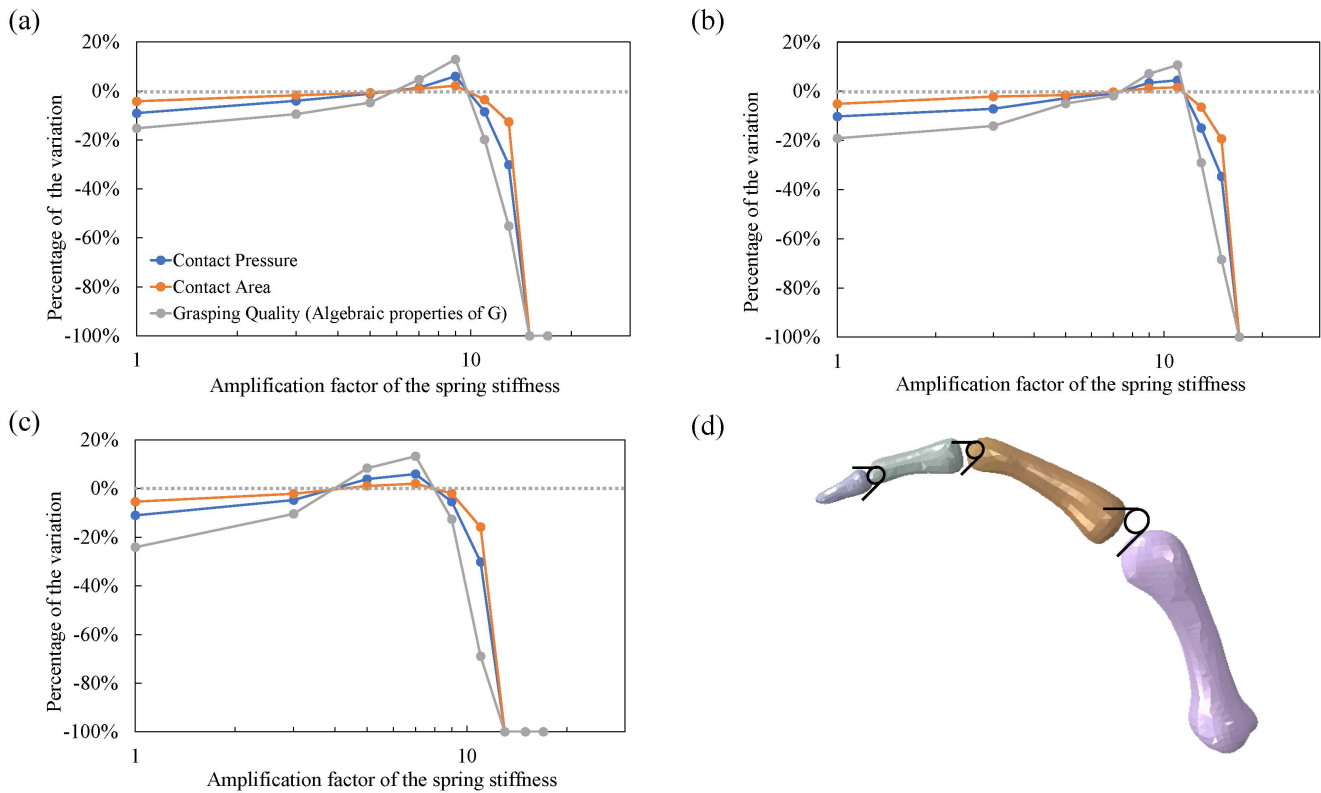 (a)
20%
0%
-20%
-40%
-60%
-80%
-100%
Percentage of the variation
Contact Pressure
Contact Area
Grasping Quality (Algebraic properties of G)
1
10
Amplification factor of the spring stiffness
(b)
20%
0%
-20%
-40%
-60%
-80%
-100%
Percentage of the variation
1
10
Amplification factor of the spring stiffness
(c)
20%
0%
-20%
-40%
-60%
-80%
-100%
Percentage of the variation
1
10
Amplification factor of the spring stiffness
(d)